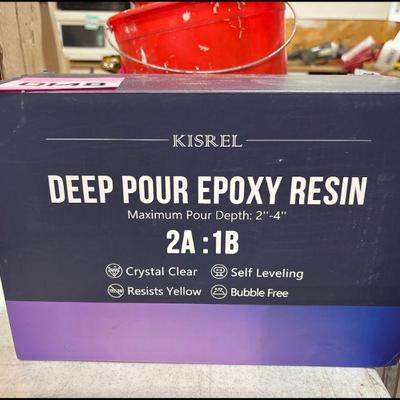 KISREL
DEEP POUR EPOXY RESIN
Maximum Pour Depth: 2"-4"
2A:1B
Crystal Clear Self Leveling
Resists Yellow Bubble Free